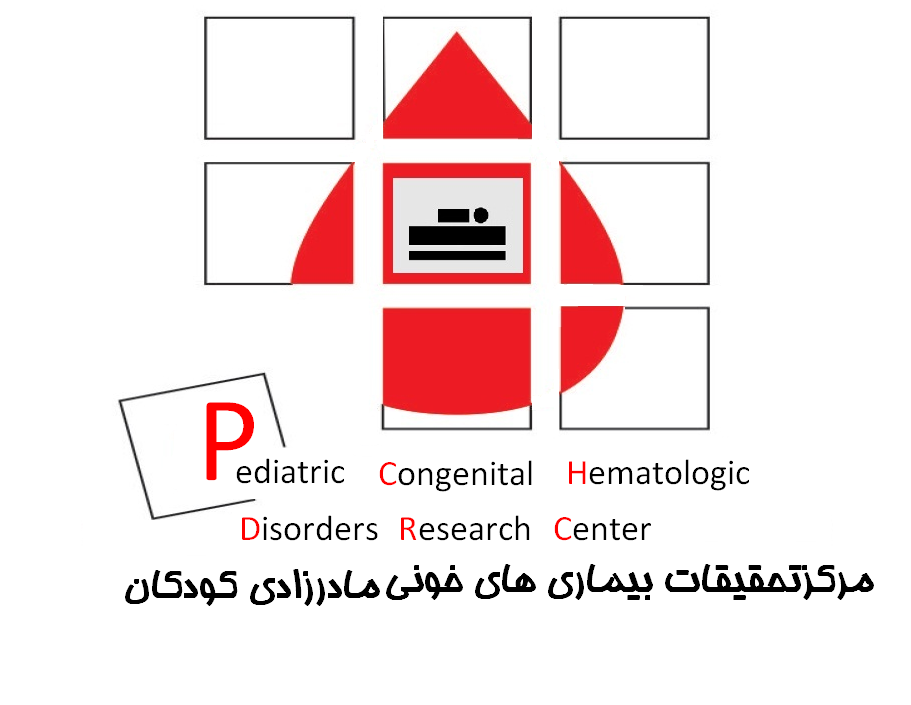 Pediatric Congenital Hematologic
Disorders Research Center
مرکزتحقیقات بیماری های خونی مادرزادی کودکان